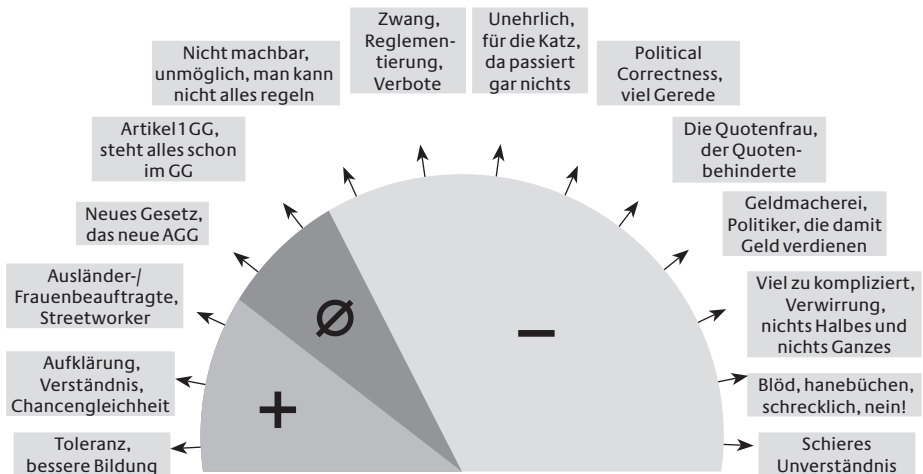 Zwang,
Reglemen-
tierung,
Verbote
Unehrlich,
für die Katz,
da passiert
gar nichts
Nicht machbar,
unmöglich, man kann
nicht alles regeln
Political
Correctness,
viel Gerede
Artikel 1 GG,
steht alles schon
im GG
Die Quotenfrau,
der Quoten-
behinderte
Neues Gesetz,
das neue AGG
Geldmacherei,
Politiker, die damit
Geld verdienen
Ausländer-/
Frauenbeauftragte,
Streetworker
Viel zu kompliziert,
Verwirrung,
nichts Halbes und
nichts Ganzes
Aufklärung,
Verständnis,
Chancengleichheit
Blöd, hanebüchen,
schrecklich, nein!
Toleranz,
bessere Bildung
Schieres
Unverständnis
Ø
–
+